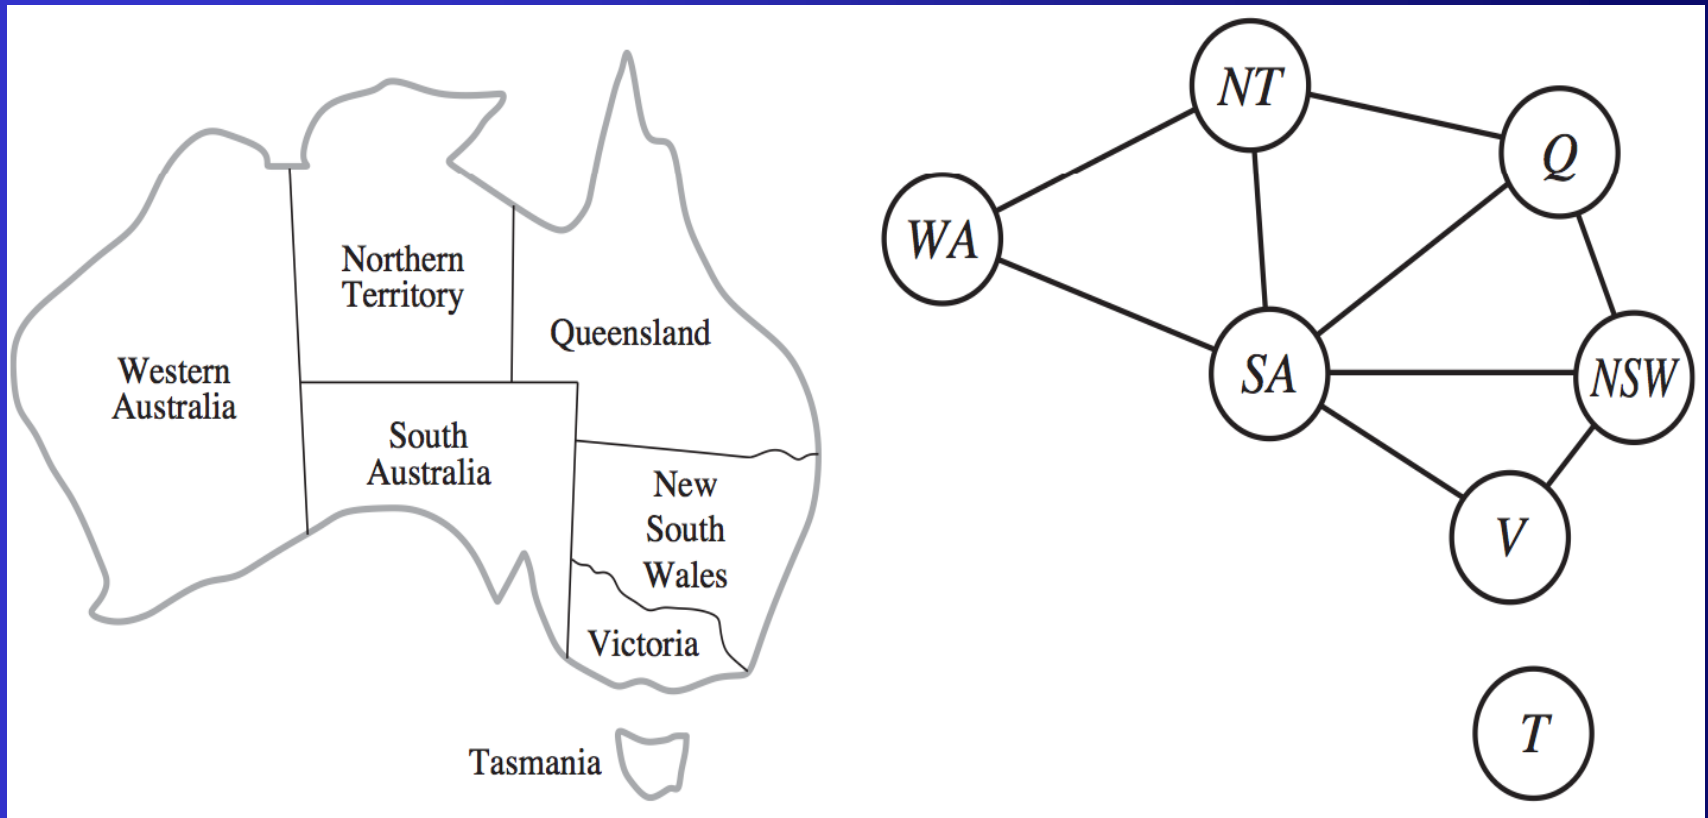 Northern
Territory
Queensland
Western
Australia
South
Australia
New
South
Wales
Victoria
Tasmania
NT
Q
WA
SA
NSW
V
T